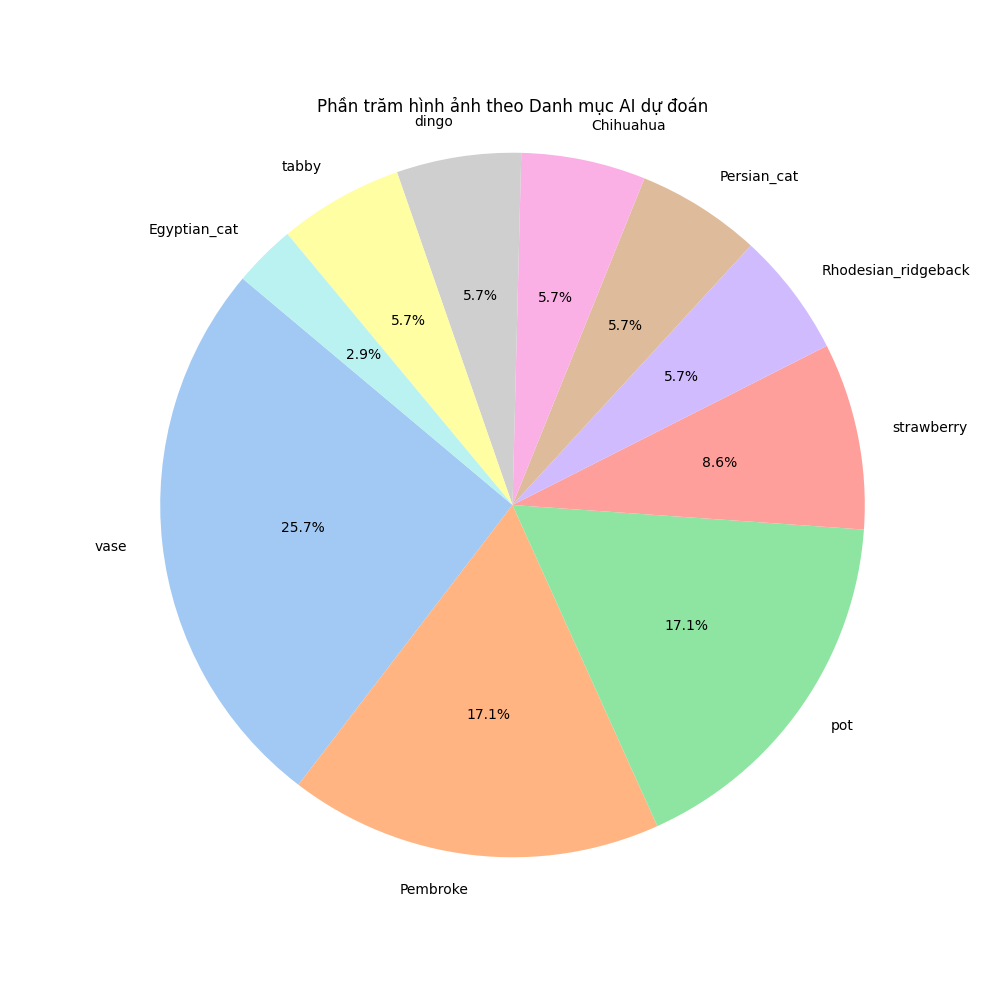 Phần trăm hình ảnh theo Danh mục AI dự đoán
dingo
Chihuahua
tabby
Persian_cat
Egyptian_cat
Rhodesian_ridgeback
5.7%
5.7%
5.7%
5.7%
2.9%
5.7%
strawberry
8.6%
25.7%
vase
17.1%
17.1%
pot
Pembroke